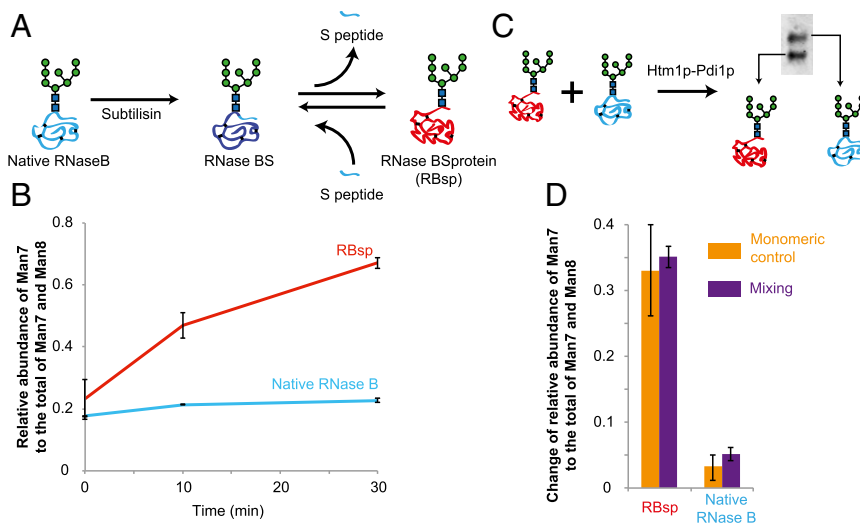 A
S peptide
Subtilisin
Native RNaseB
RNase BS
RNase BSprotein
(RBsp)
S peptide
C
Htm1p-Pdi1p
B
Relative abundance of Man7
to the total of Man7 and Man8
0.8
0.6
0.4
0.2
0
RBsp
Native RNase B
0
10
20
30
Time (min)
D
Change of relative abundance of Man7
to the total of Man7 and Man8
0.4
0.3
0.2
0.1
0
Monomeric
control
Mixing
RBsp
Native
RNase B